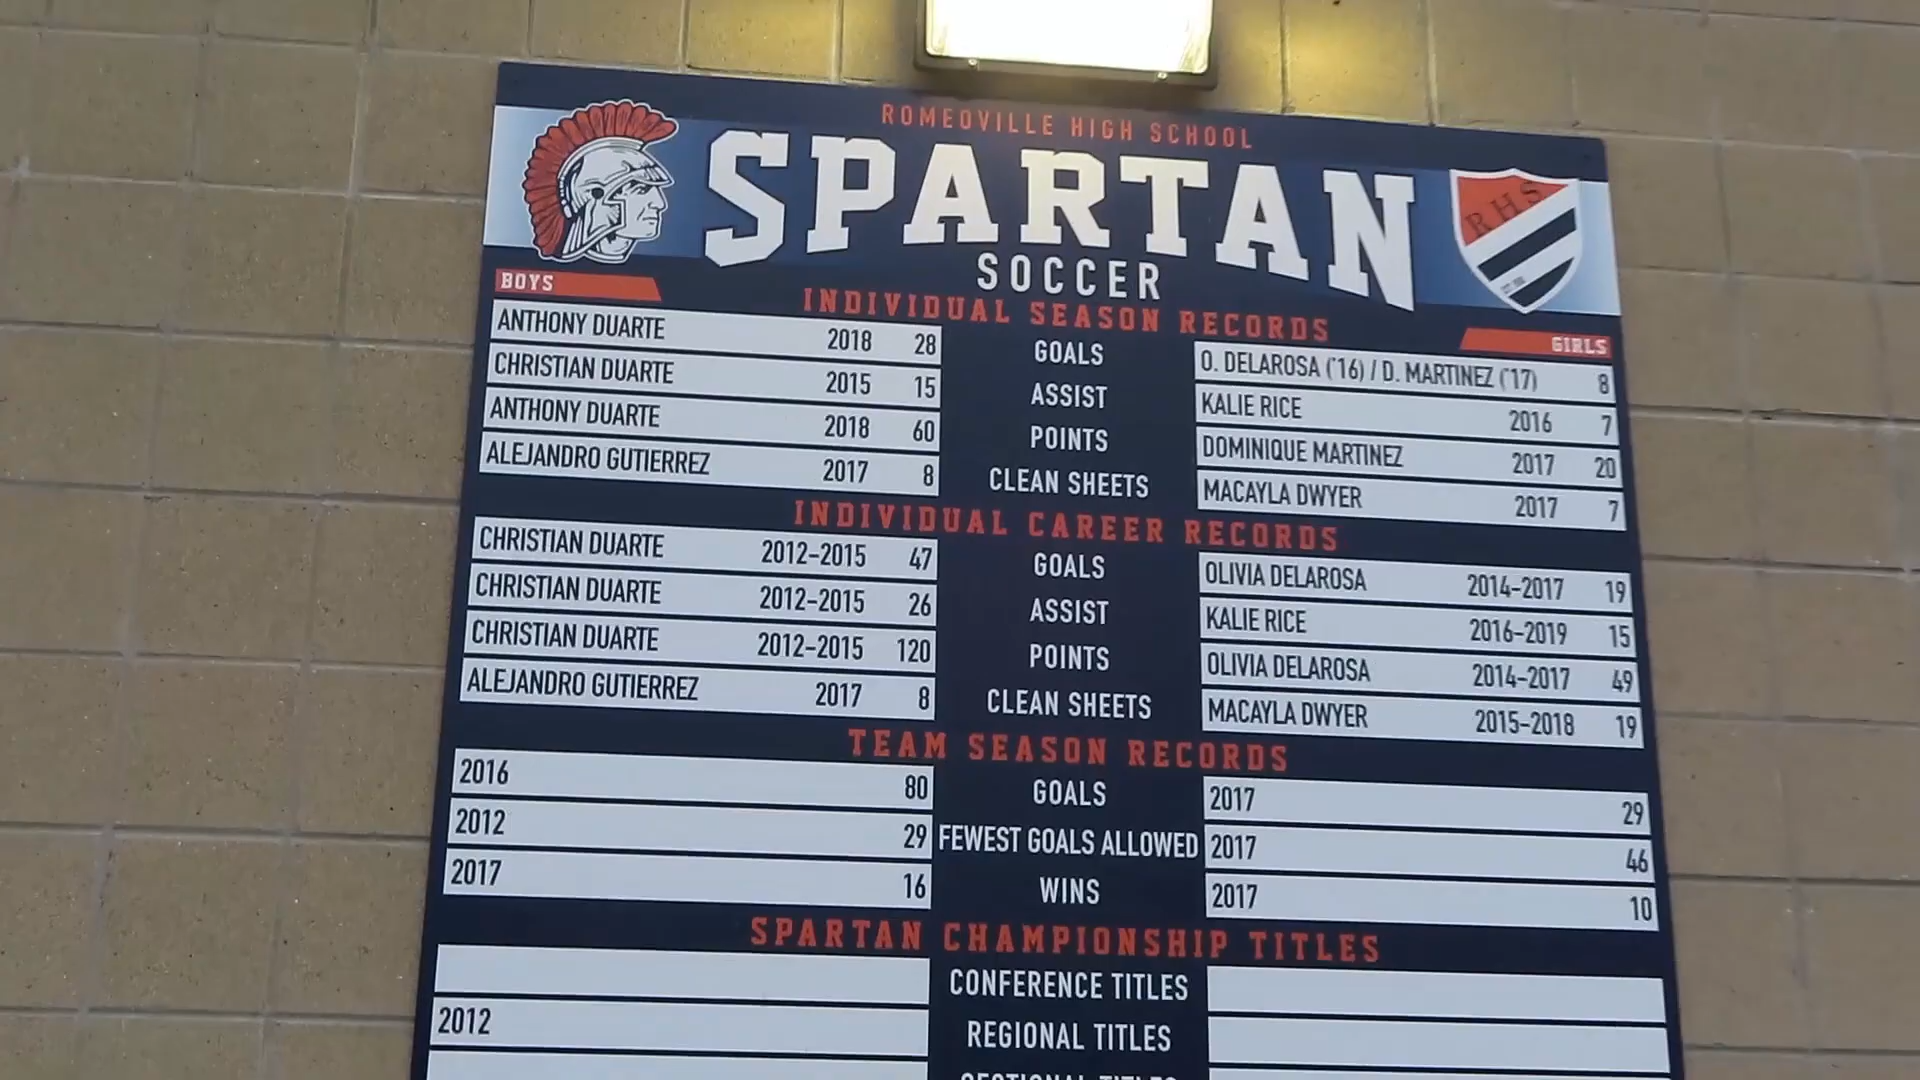 ROMEOVILLE HIGH SCHOOL
SPARTAN
RHS
SOCCER
BOYS
INDIVIDUAL SEASON RECORDS
GIRLS
ANTHONY DUARTE 2018 28 GOALS O. DELAROSA ('16) / D. MARTINEZ ('17) 8
CHRISTIAN DUARTE 2015 15 ASSIST KALIE RICE 2016 7
ANTHONY DUARTE 2018 60 POINTS DOMINIQUE MARTINEZ 2017 20
ALEJANDRO GUTIERREZ 2017 8 CLEAN SHEETS MACAYLA DWYER 2017 7
INDIVIDUAL CAREER RECORDS
CHRISTIAN DUARTE 2012-2015 47 GOALS OLIVIA DELAROSA 2014-2017 19
CHRISTIAN DUARTE 2012-2015 26 ASSIST KALIE RICE 2016-2019 15
CHRISTIAN DUARTE 2012-2015 120 POINTS OLIVIA DELAROSA 2014-2017 49
ALEJANDRO GUTIERREZ 2017 8 CLEAN SHEETS MACAYLA DWYER 2015-2018 19
TEAM SEASON RECORDS
2016 80 GOALS 2017 29
2012 29 FEWEST GOALS ALLOWED 2017 46
2017 16 WINS 2017 10
SPARTAN CHAMPIONSHIP TITLES
CONFERENCE TITLES
2012 REGIONAL TITLES